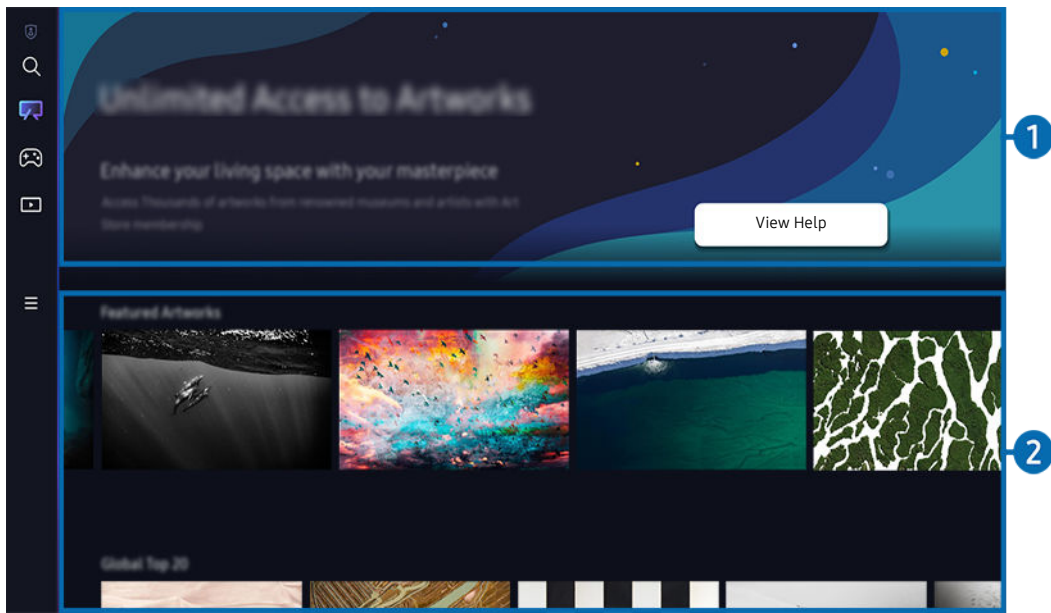 Unlimited Access to Artworks
1
Enhance your living space with your masterpiece
Access Thousands of artworks from renowned museums and artists with Art
Store membership
View Help
Featured Artworks
2
Global Top 20